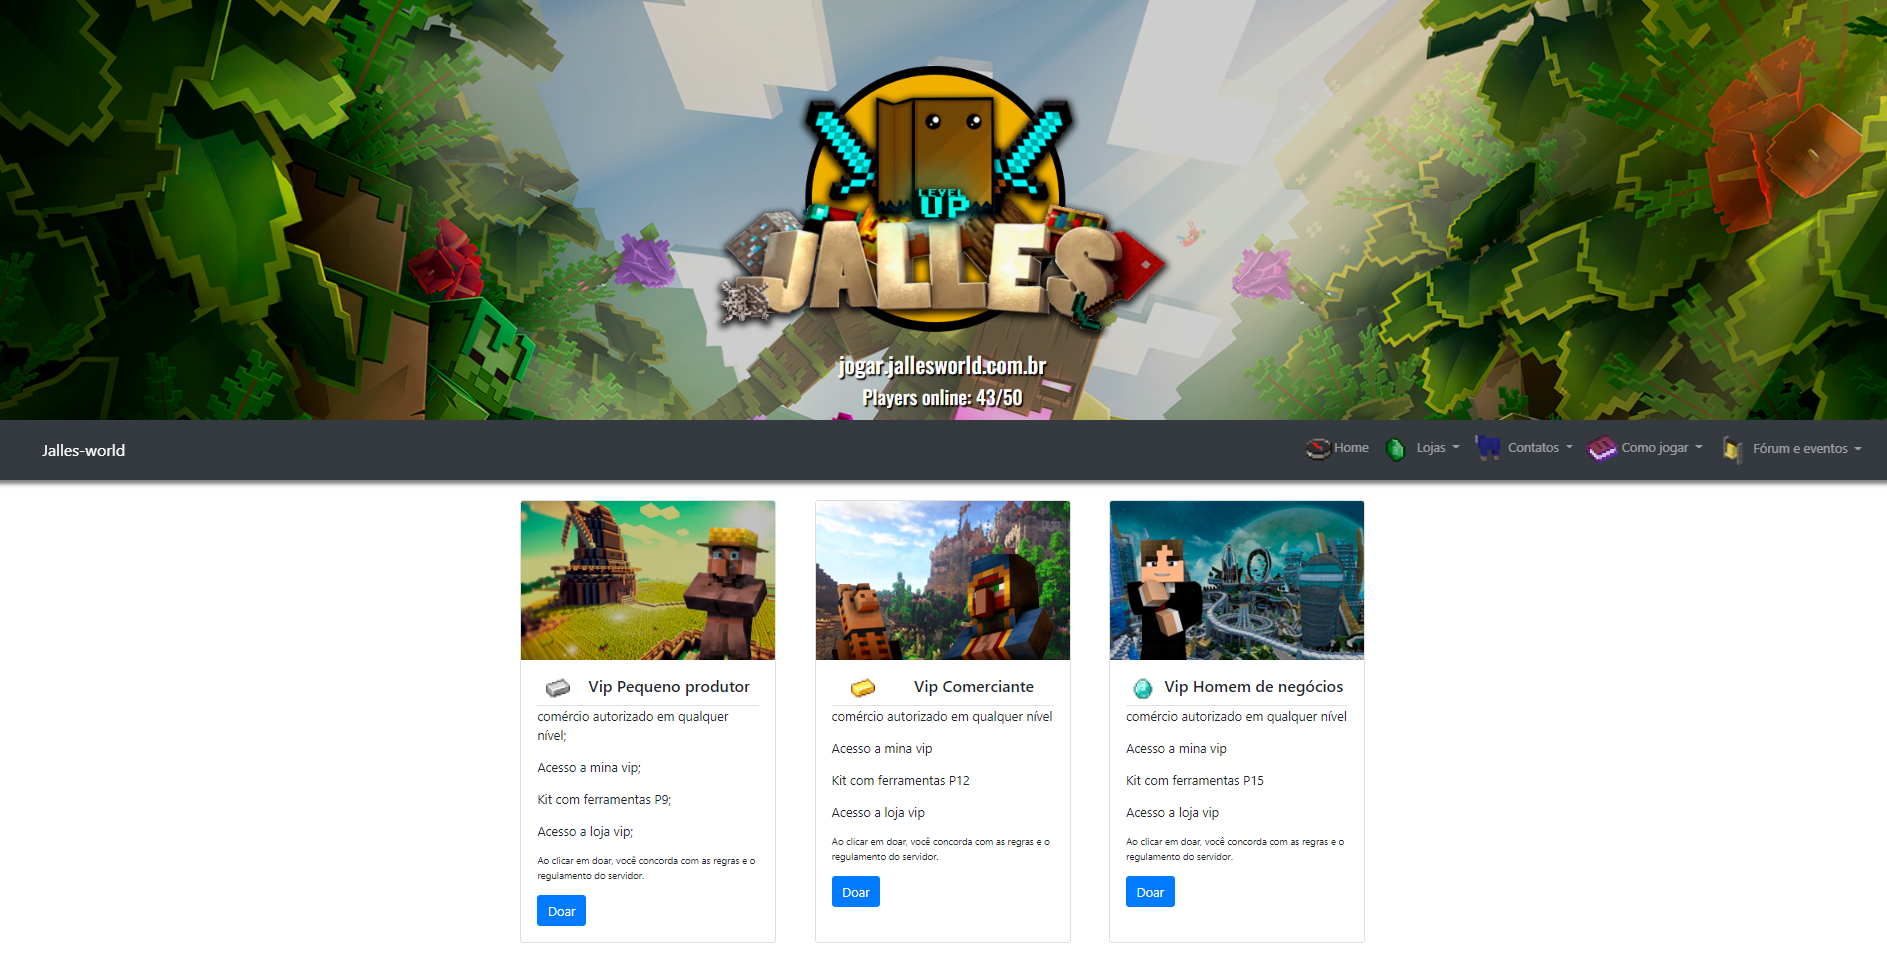 LEVEL
UP
JALLES
jogar.jallesworld.com.br
Players online: 43/50
Jalles-world
Home
Lojas
Contatos
Como jogar
Fórum e eventos
Vip Pequeno produtor
comércio autorizado em qualquer
nível;
Acesso a mina vip;
Kit com ferramentas P9;
Acesso a loja vip;
Ao clicar em doar, você concorda com as regras e o
regulamento do servidor.
Doar
Vip Comerciante
comércio autorizado em qualquer nível
Acesso a mina vip
Kit com ferramentas P12
Acesso a loja vip
Ao clicar em doar, você concorda com as regras e o
regulamento do servidor.
Doar
Vip Homem de negócios
comércio autorizado em qualquer nível
Acesso a mina vip
Kit com ferramentas P15
Acesso a loja vip
Ao clicar em doar, você concorda com as regras e o
regulamento do servidor.
Doar